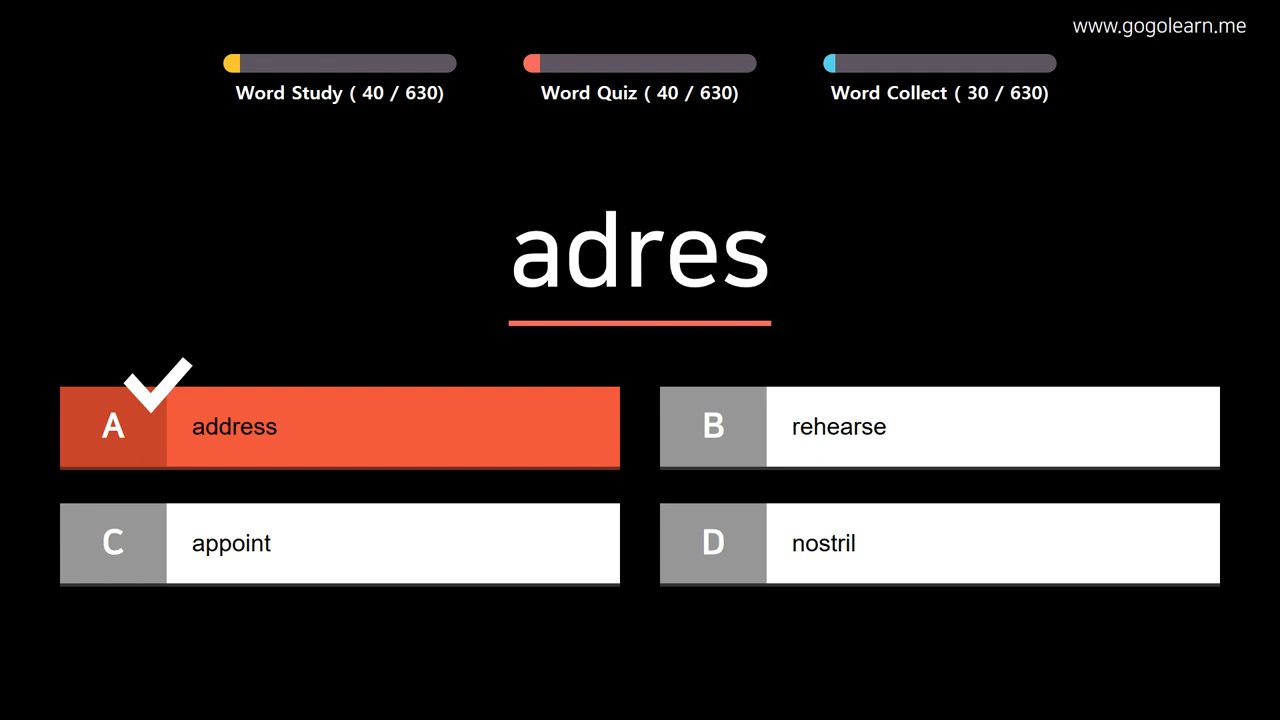 www.gogolearn.me
Word Study ( 40 / 630)
Word Quiz ( 40 / 630)
Word Collect ( 30 / 630)
adres
A address
B rehearse
C appoint
D nostril